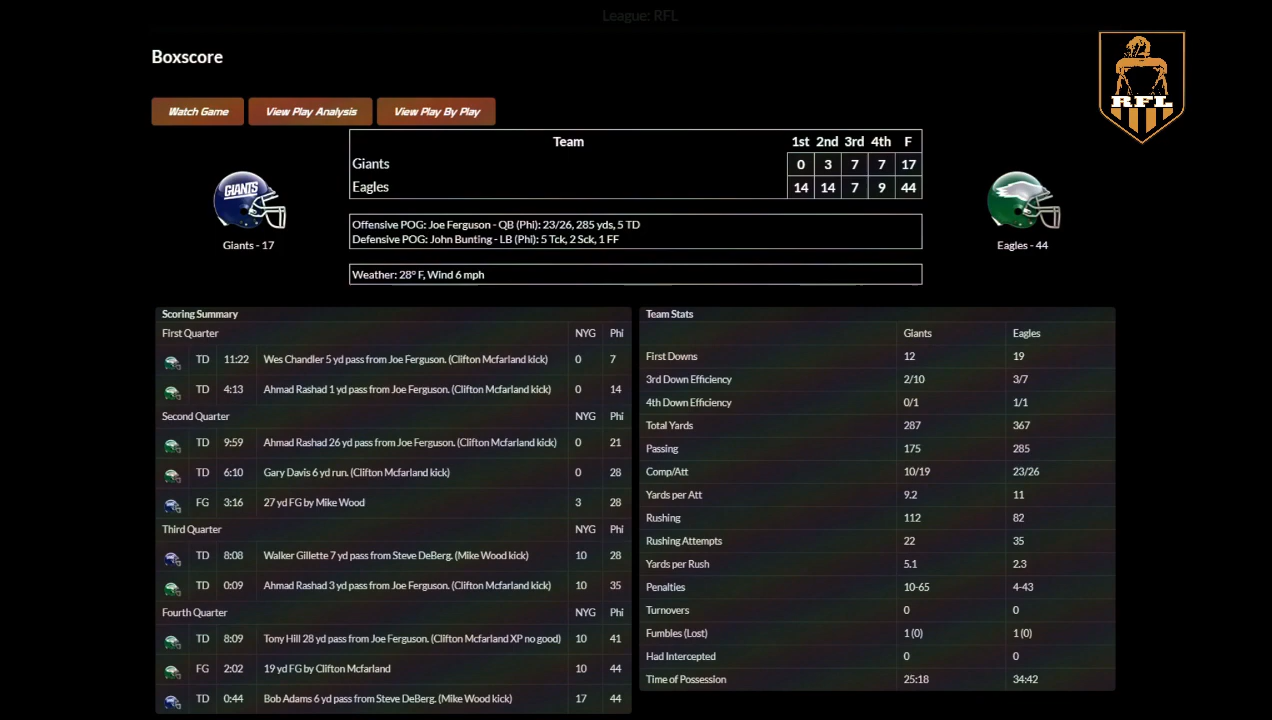 League: RFL
Boxscore
RFL
Watch Game View Play Analysis View Play By Play
Team 1st 2nd 3rd 4th F
Giants 0 3 7 7 17
Eagles 14 14 7 9 44
GIANTS
Giants - 17
Eagles - 44
Offensive POG: Joe Ferguson - QB (Phi): 23/26, 285 yds, 5 TD
Defensive POG: John Bunting - LB (Phi): 5 Tck, 2 Sck, 1 FF
Weather: 28° F, Wind 6 mph
Scoring Summary
First Quarter NYG Phi
TD 11:22 Wes Chandler 5 yd pass from Joe Ferguson. (Clifton Mcfarland kick) 0 7
TD 4:13 Ahmad Rashad 1 yd pass from Joe Ferguson. (Clifton Mcfarland kick) 0 14
Second Quarter NYG Phi
TD 9:59 Ahmad Rashad 26 yd pass from Joe Ferguson. (Clifton Mcfarland kick) 0 21
TD 6:10 Gary Davis 6 yd run. (Clifton Mcfarland kick) 0 28
FG 3:16 27 yd FG by Mike Wood 3 28
Third Quarter NYG Phi
TD 8:08 Walker Gillette 7 yd pass from Steve DeBerg. (Mike Wood kick) 10 28
TD 0:09 Ahmad Rashad 3 yd pass from Joe Ferguson. (Clifton Mcfarland kick) 10 35
Fourth Quarter NYG Phi
TD 8:09 Tony Hill 28 yd pass from Joe Ferguson. (Clifton Mcfarland XP no good) 10 41
FG 2:02 19 yd FG by Clifton Mcfarland 10 44
TD 0:44 Bob Adams 6 yd pass from Steve DeBerg. (Mike Wood kick) 17 44
Team Stats
Giants Eagles
First Downs 12 19
3rd Down Efficiency 2/10 3/7
4th Down Efficiency 0/1 1/1
Total Yards 287 367
Passing 175 285
Comp/Att 10/19 23/26
Yards per Att 9.2 11
Rushing 112 82
Rushing Attempts 22 35
Yards per Rush 5.1 2.3
Penalties 10-65 4-43
Turnovers 0 0
Fumbles (Lost) 1 (0) 1 (0)
Had Intercepted 0 0
Time of Possession 25:18 34:42